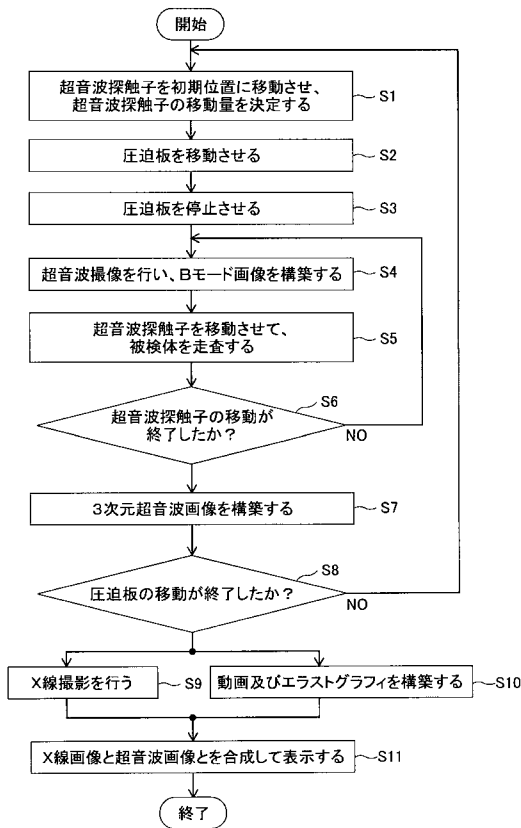 開始
超音波探触子を初期位置に移動させ、
超音波探触子の移動量を決定する
S1
圧迫板を移動させる
S2
圧迫板を停止させる
S3
超音波撮像を行い、Bモード画像を構築する
S4
超音波探触子を移動させて、
被検体を走査する
S5
S6
超音波探触子の移動が
終了したか？
NO
3次元超音波画像を構築する
S7
S8
圧迫板の移動が終了したか？
NO
X線撮影を行う
S9
動画及びエラストグラフィを構築する
S10
X線画像と超音波画像とを合成して表示する
S11
終了